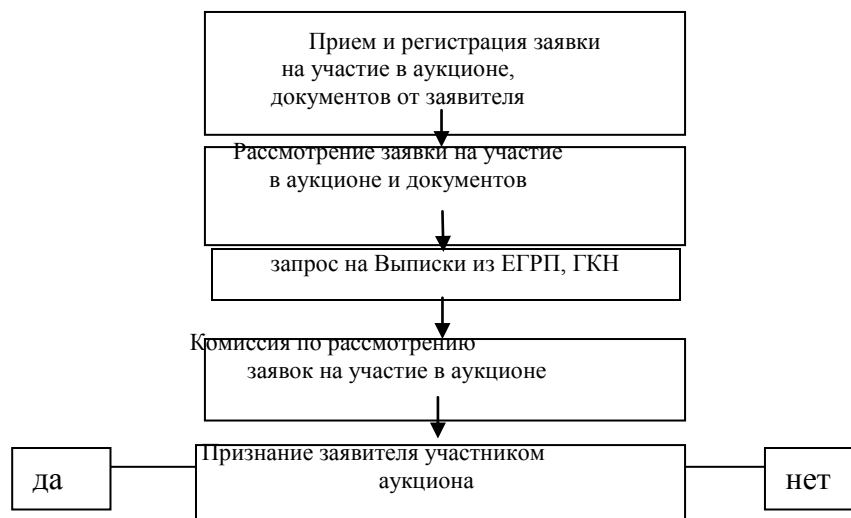 Прием и регистрация заявки
на участие в аукционе,
документов от заявителя
Рассмотрение заявки на участие
в аукционе и документов
запрос на Выписки из ЕГРП, ГКН
Комиссия по рассмотрению
заявок на участие в аукционе
Признание заявителя участником
аукциона
да
нет